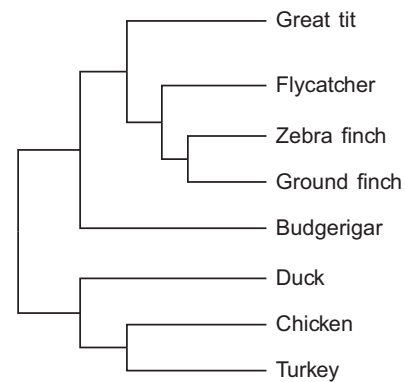 Great tit
Flycatcher
Zebra finch
Ground finch
Budgerigar
Duck
Chicken
Turkey